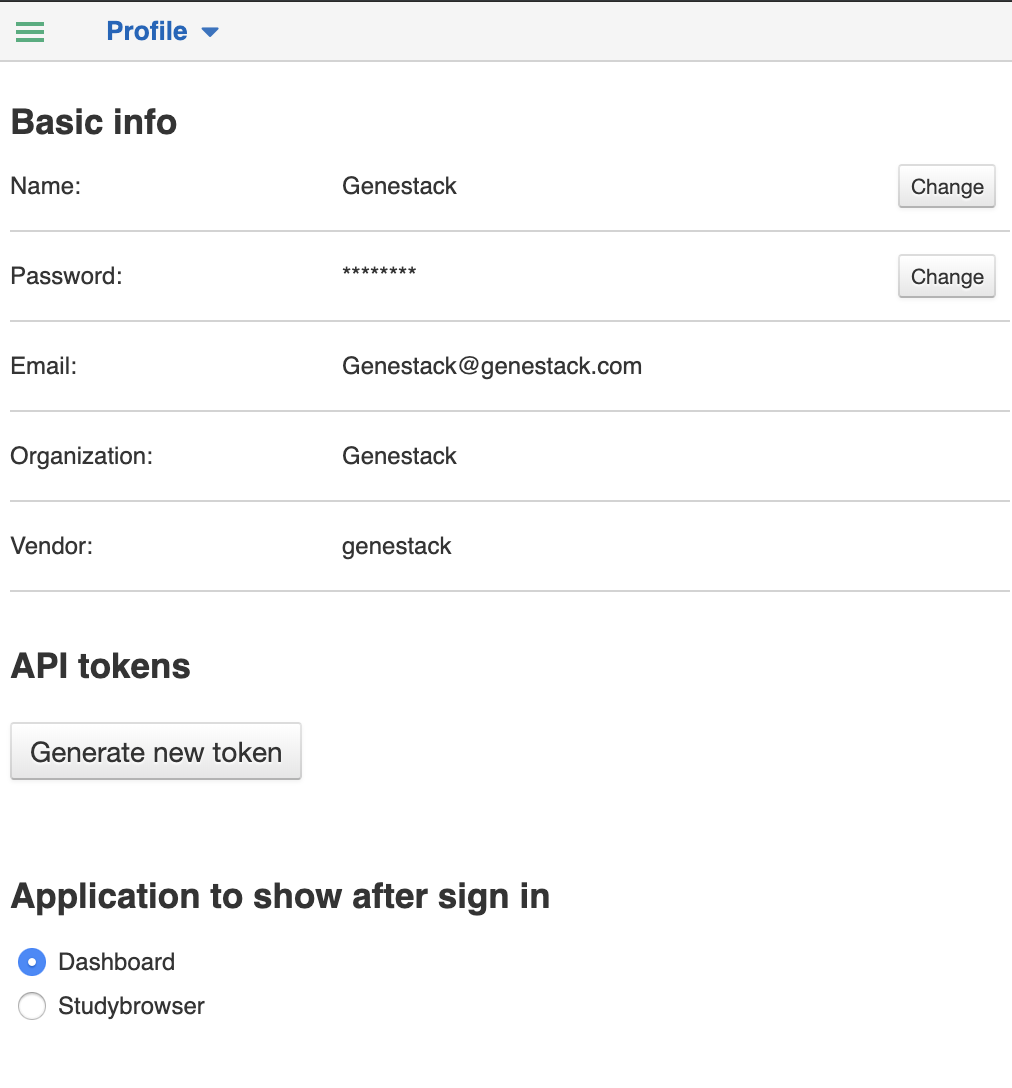 Profile
Basic info
Name: Genestack Change
Password: ******** Change
Email: Genestack@genestack.com
Organization: Genestack
Vendor: genestack
API tokens
Generate new token
Application to show after sign in
Dashboard
Studybrowser